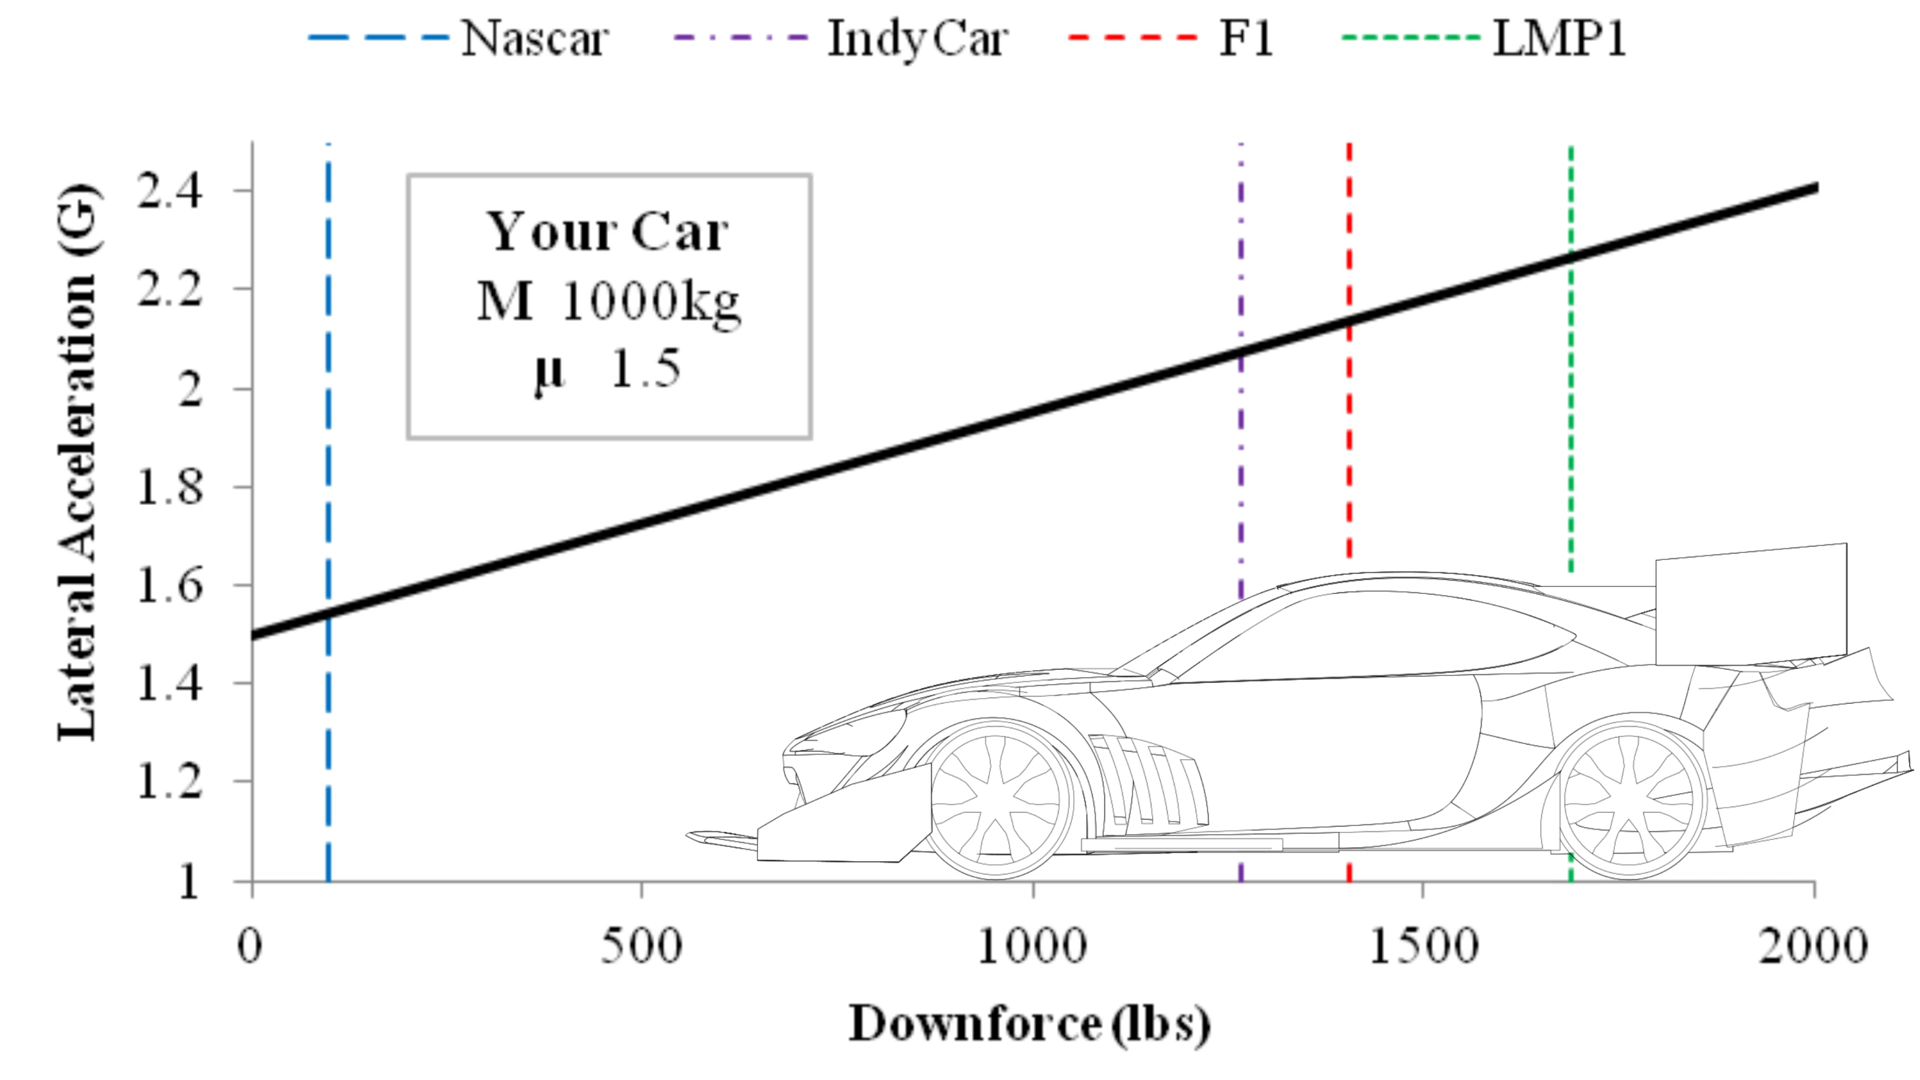 Nascar IndyCar F1 LMP1
Lateral Acceleration (G)
2.4
2.2
2
1.8
1.6
1.4
1.2
1
Your Car
M 1000kg
μ 1.5
0 500 1000 1500 2000
Downforce (lbs)